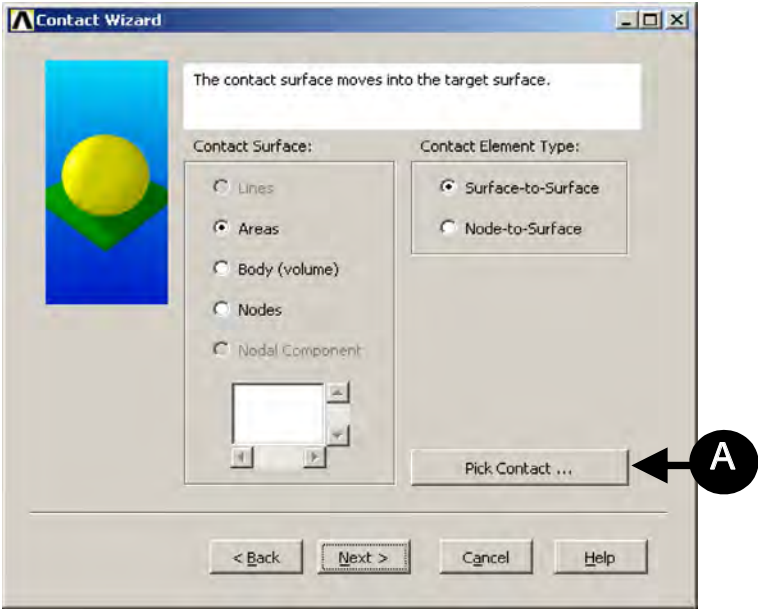 Contact Wizard
The contact surface moves into the target surface.
Contact Surface:
Contact Element Type:
Lines
Areas
Body (volume)
Nodes
Nodal Component
Surface-to-Surface
Node-to-Surface
Pick Contact ...
A
< Back
Next >
Cancel
Help